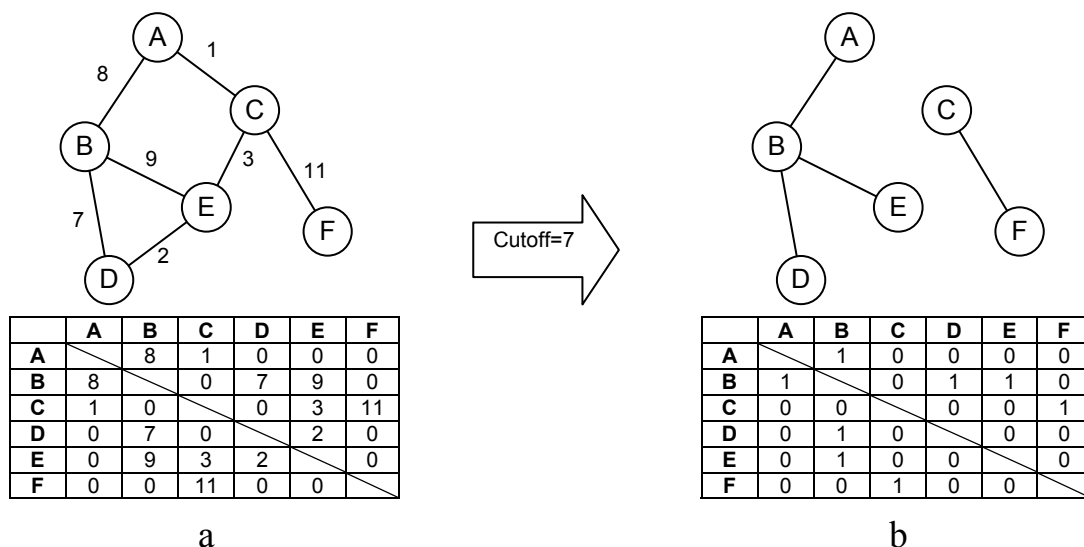 A
1
8
C
B
9
3
11
E
7
F
2
D
Cutoff=7
A
C
B
E
F
D
A B C D E F
A 8 1 0 0 0
B 8 0 7 9 0
C 1 0 0 3 11
D 0 7 0 2 0
E 0 9 3 2 0
F 0 0 11 0 0
a
A B C D E F
A 1 0 0 0 0
B 1 0 1 1 0
C 0 0 0 0 1
D 0 1 0 0 0
E 0 1 0 0 0
F 0 0 1 0 0
b